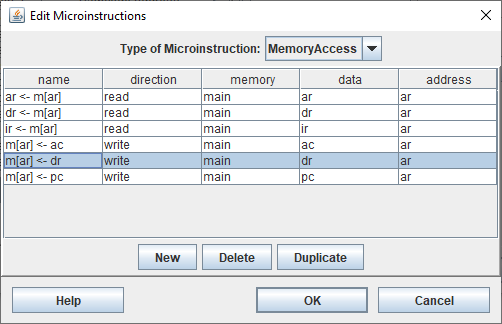 Edit Microinstructions
Type of Microinstruction: MemoryAccess
name direction memory data address
ar <- m[ar] read main ar ar
dr <- m[ar] read main dr ar
ir <- m[ar] read main ir ar
m[ar] <- ac write main ac ar
m[ar] <- dr write main dr ar
m[ar] <- pc write main pc ar
New Delete Duplicate
Help OK Cancel